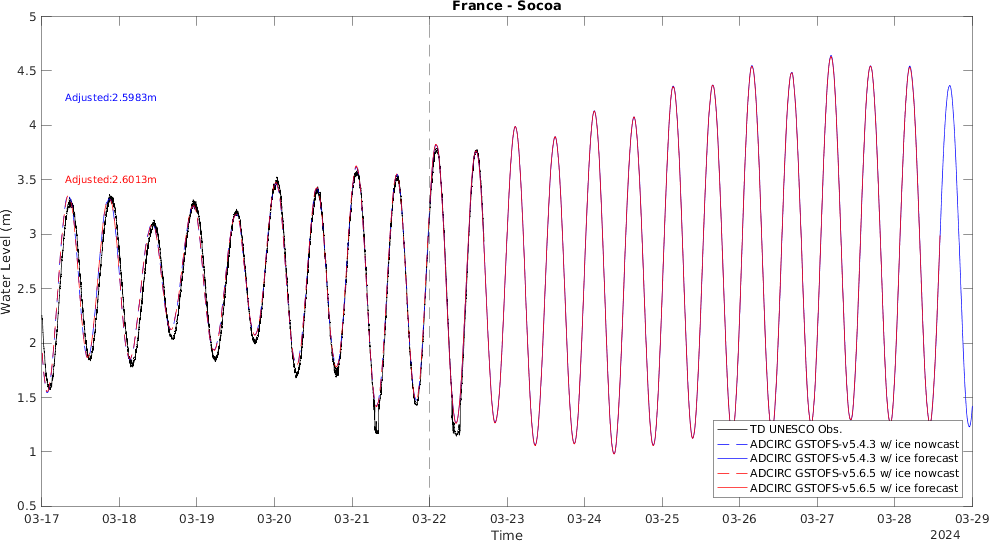 France - Socoa
Water Level (m)
5
4.5
4
3.5
3
2.5
2
1.5
1
0.5
Adjusted:2.5983m
Adjusted:2.6013m
TD UNESCO Obs.
ADCIRC GSTOFS-v5.4.3 w/ ice nowcast
ADCIRC GSTOFS-v5.4.3 w/ ice forecast
ADCIRC GSTOFS-v5.6.5 w/ ice nowcast
ADCIRC GSTOFS-v5.6.5 w/ ice forecast
03-17 03-18 03-19 03-20 03-21 03-22 03-23 03-24 03-25 03-26 03-27 03-28 03-29
Time
2024